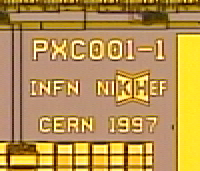 PXC001-1
INFN NIKHEF
CERN 1997